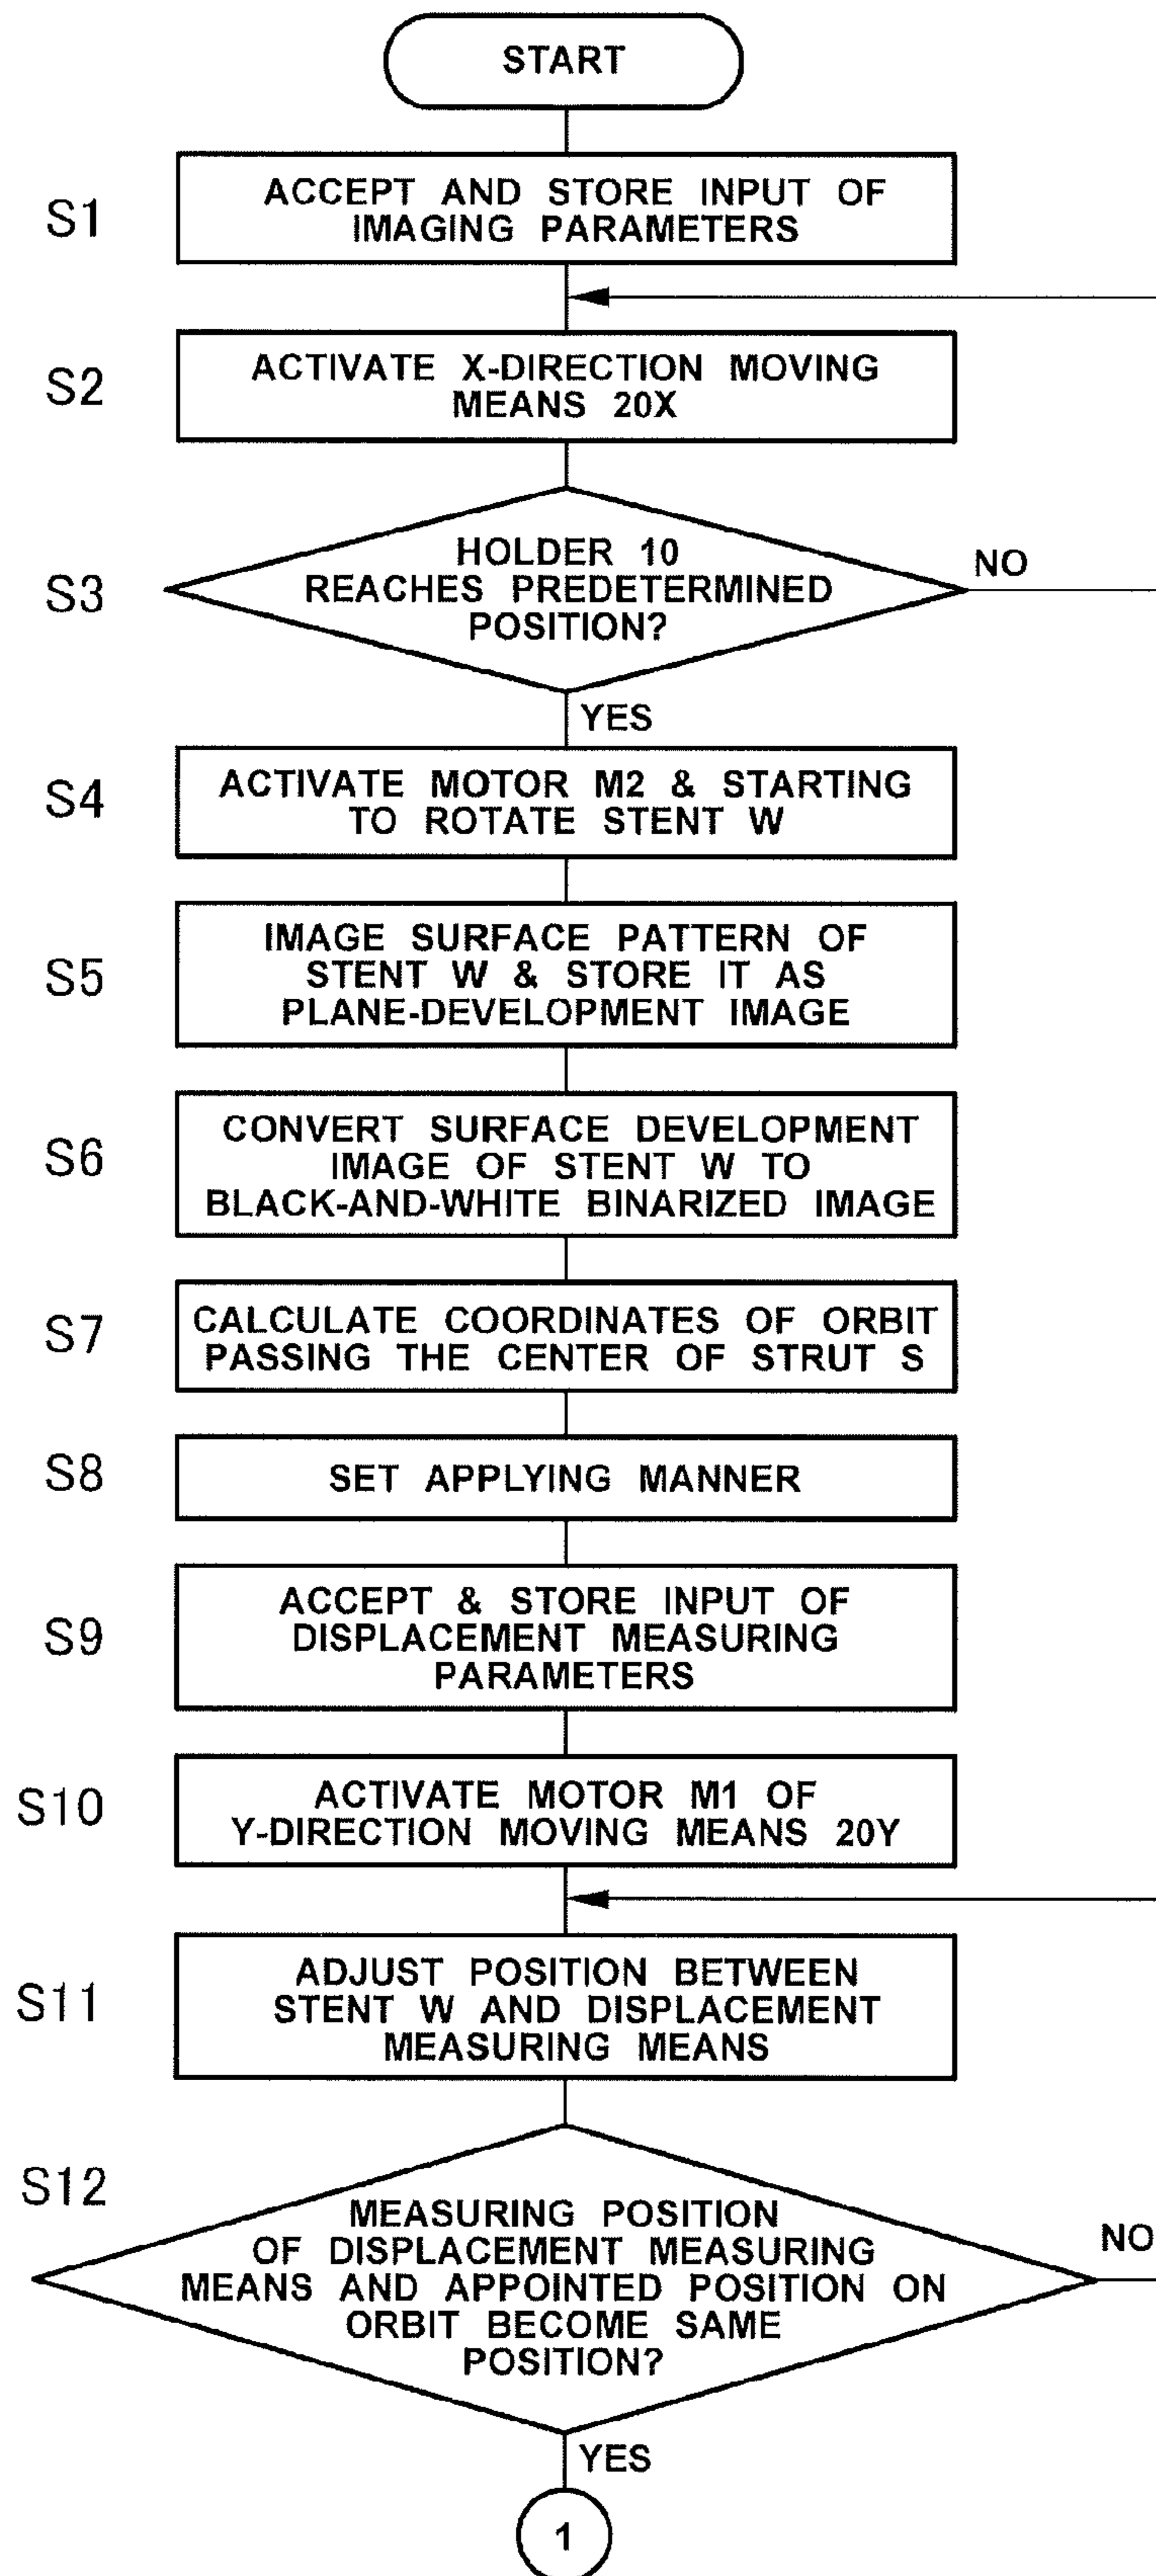 START
S1
ACCEPT AND STORE INPUT OF
IMAGING PARAMETERS
S2
ACTIVATE X-DIRECTION MOVING
MEANS 20X
S3
HOLDER 10
REACHES PREDETERMINED
POSITION?
NO
YES
S4
ACTIVATE MOTOR M2 & STARTING
TO ROTATE STENT W
S5
IMAGE SURFACE PATTERN OF
STENT W & STORE IT AS
PLANE-DEVELOPMENT IMAGE
S6
CONVERT SURFACE DEVELOPMENT
IMAGE OF STENT W TO
BLACK-AND-WHITE BINARIZED IMAGE
S7
CALCULATE COORDINATES OF ORBIT
PASSING THE CENTER OF STRUT S
S8
SET APPLYING MANNER
S9
ACCEPT & STORE INPUT OF
DISPLACEMENT MEASURING
PARAMETERS
S10
ACTIVATE MOTOR M1 OF
Y-DIRECTION MOVING MEANS 20Y
S11
ADJUST POSITION BETWEEN
STENT W AND DISPLACEMENT
MEASURING MEANS
S12
MEASURING POSITION
OF DISPLACEMENT MEASURING
MEANS AND APPOINTED POSITION ON
ORBIT BECOME SAME
POSITION?
NO
YES
1